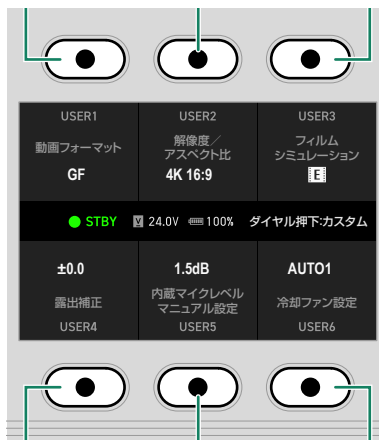 USER1 USER2 USER3
動画フォーマット 解像度／ フィルム
アスペクト比 シミュレーション
GF 4K 16:9 E
STBY V 24.0V 100% ダイヤル押下:カスタム
±0.0 1.5dB AUTO1
露出補正 内蔵マイクレベル 冷却ファン設定
マニュアル設定
USER4 USER5 USER6